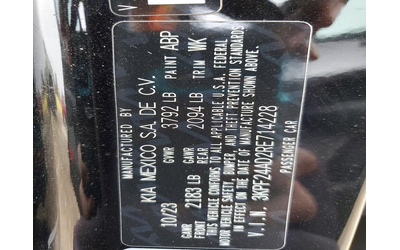 V
KIA MEXICO S.A. DE C.V.
10/23 GVWR 3792 LB PAINT ABP
GAWR FRONT 2183 LB GAWR REAR 2094 LB TRIM WK
THIS VEHICLE CONFORMS TO ALL APPLICABLE U.S.A. FEDERAL
MOTOR VEHICLE SAFETY, BUMPER, AND THEFT PREVENTION STANDARDS
IN EFFECT ON THE DATE OF MANUFACTURE SHOWN ABOVE.
V.I.N. 3KPF24AD2RE714228
PASSENGER CAR